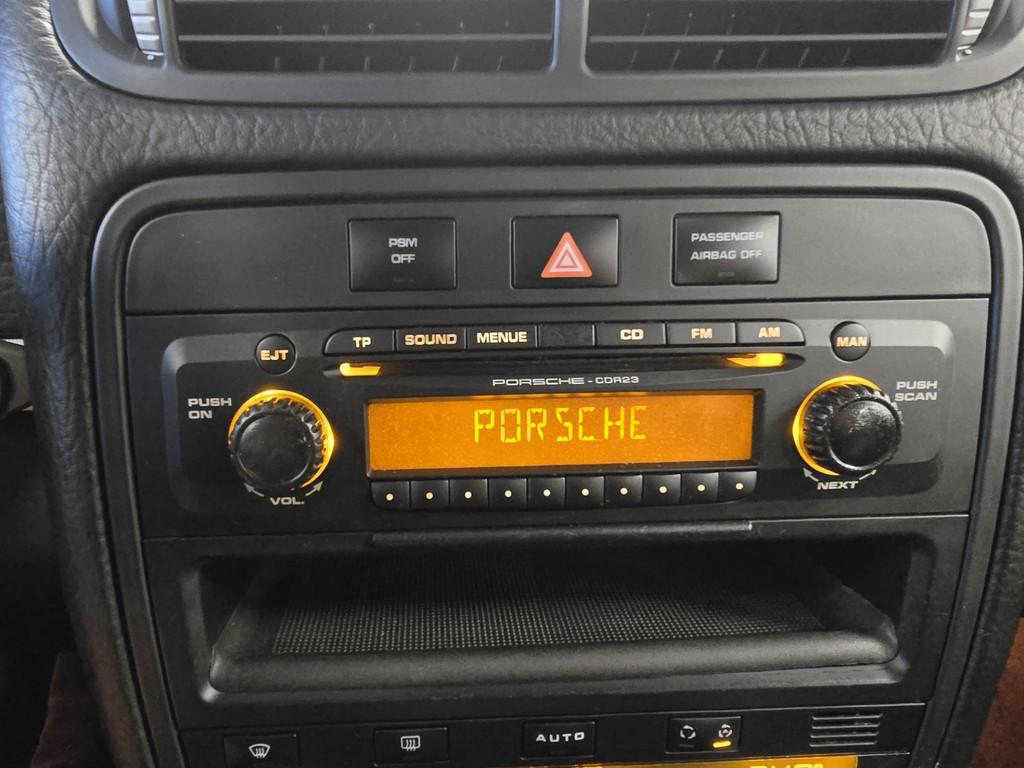 PSM
OFF
PASSENGER
AIRBAG OFF
TP SOUND MENUE CD FM AM
EJT
MAN
PORSCHE - CDR23
PUSH
ON
PUSH
SCAN
PORSCHE
VOL.
NEXT
AUTO